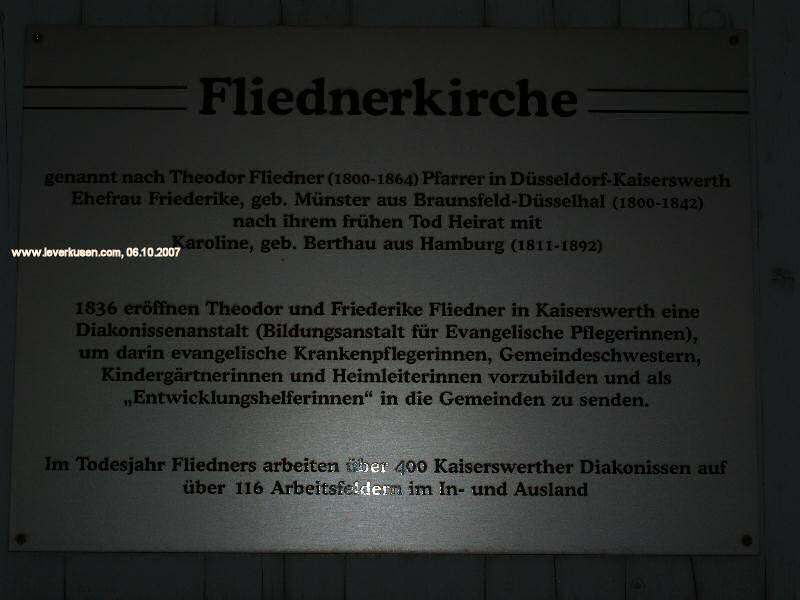 Fliednerkirche
genannt nach Theodor Fliedner (1800-1864) Pfarrer in Düsseldorf-Kaiserswerth
Ehefrau Friederike, geb. Münster aus Braunsfeld-Düsselhal (1800-1842)
nach ihrem frühen Tod Heirat mit
Karoline, geb. Berthau aus Hamburg (1811-1892)
www.leverkusen.com, 06.10.2007
1836 eröffnen Theodor und Friederike Fliedner in Kaiserswerth eine
Diakonissenanstalt (Bildungsanstalt für Evangelische Pflegerinnen),
um darin evangelische Krankenpflegerinnen, Gemeindeschwestern,
Kindergärtnerinnen und Heimleiterinnen vorzubilden und als
„Entwicklungshelferinnen“ in die Gemeinden zu senden.
Im Todesjahr Fliedners arbeiten über 400 Kaiserswerther Diakonissen auf
über 116 Arbeitsfeldern im In- und Ausland